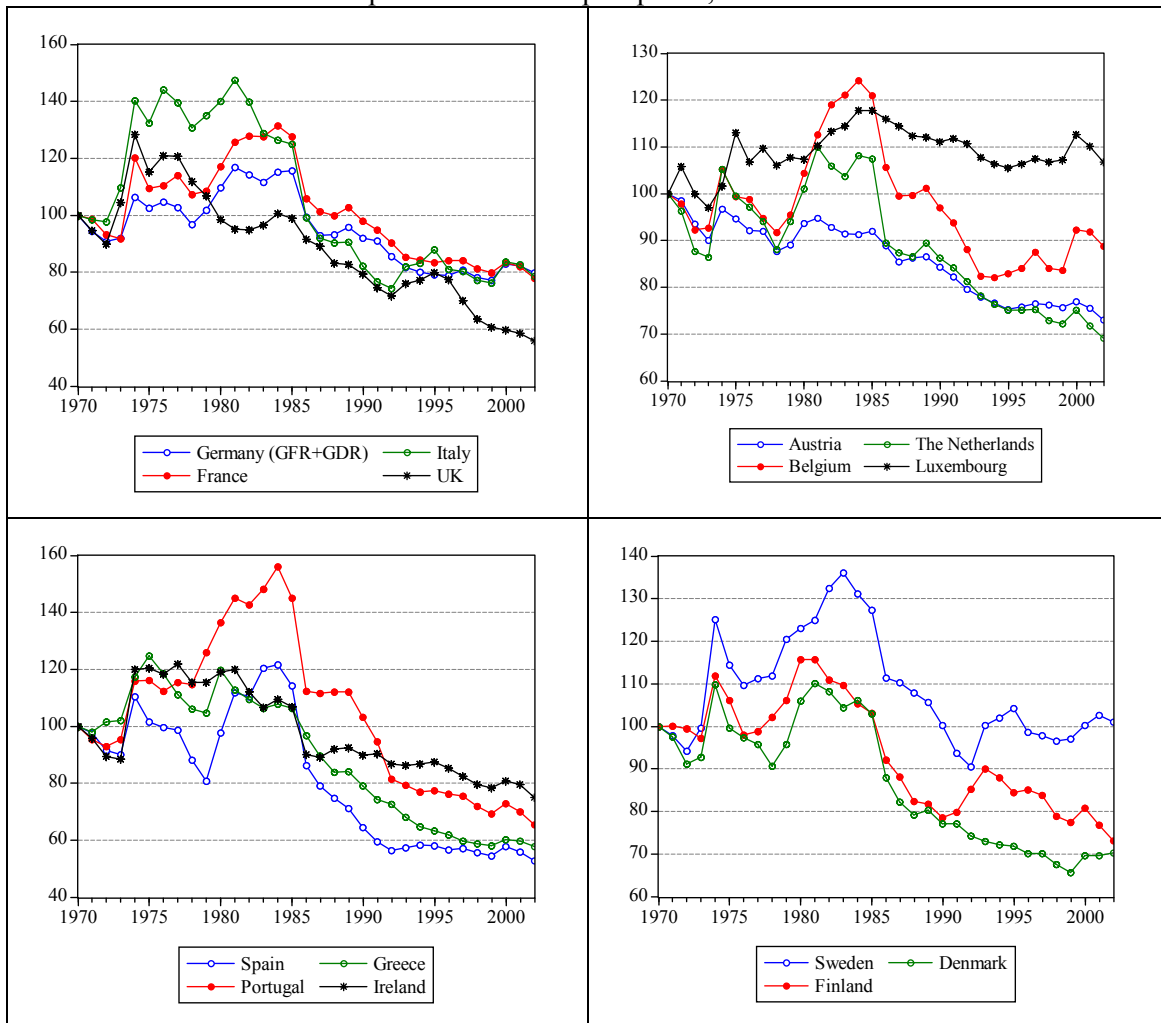 160
140
120
100
80
60
40
1970 1975 1980 1985 1990 1995 2000
Germany (GFR+GDR) Italy
France UK
130
120
110
100
90
80
70
60
1970 1975 1980 1985 1990 1995 2000
Austria The Netherlands
Belgium Luxembourg
160
140
120
100
80
60
40
1970 1975 1980 1985 1990 1995 2000
Spain Greece
Portugal Ireland
140
130
120
110
100
90
80
70
60
1970 1975 1980 1985 1990 1995 2000
Sweden Denmark
Finland